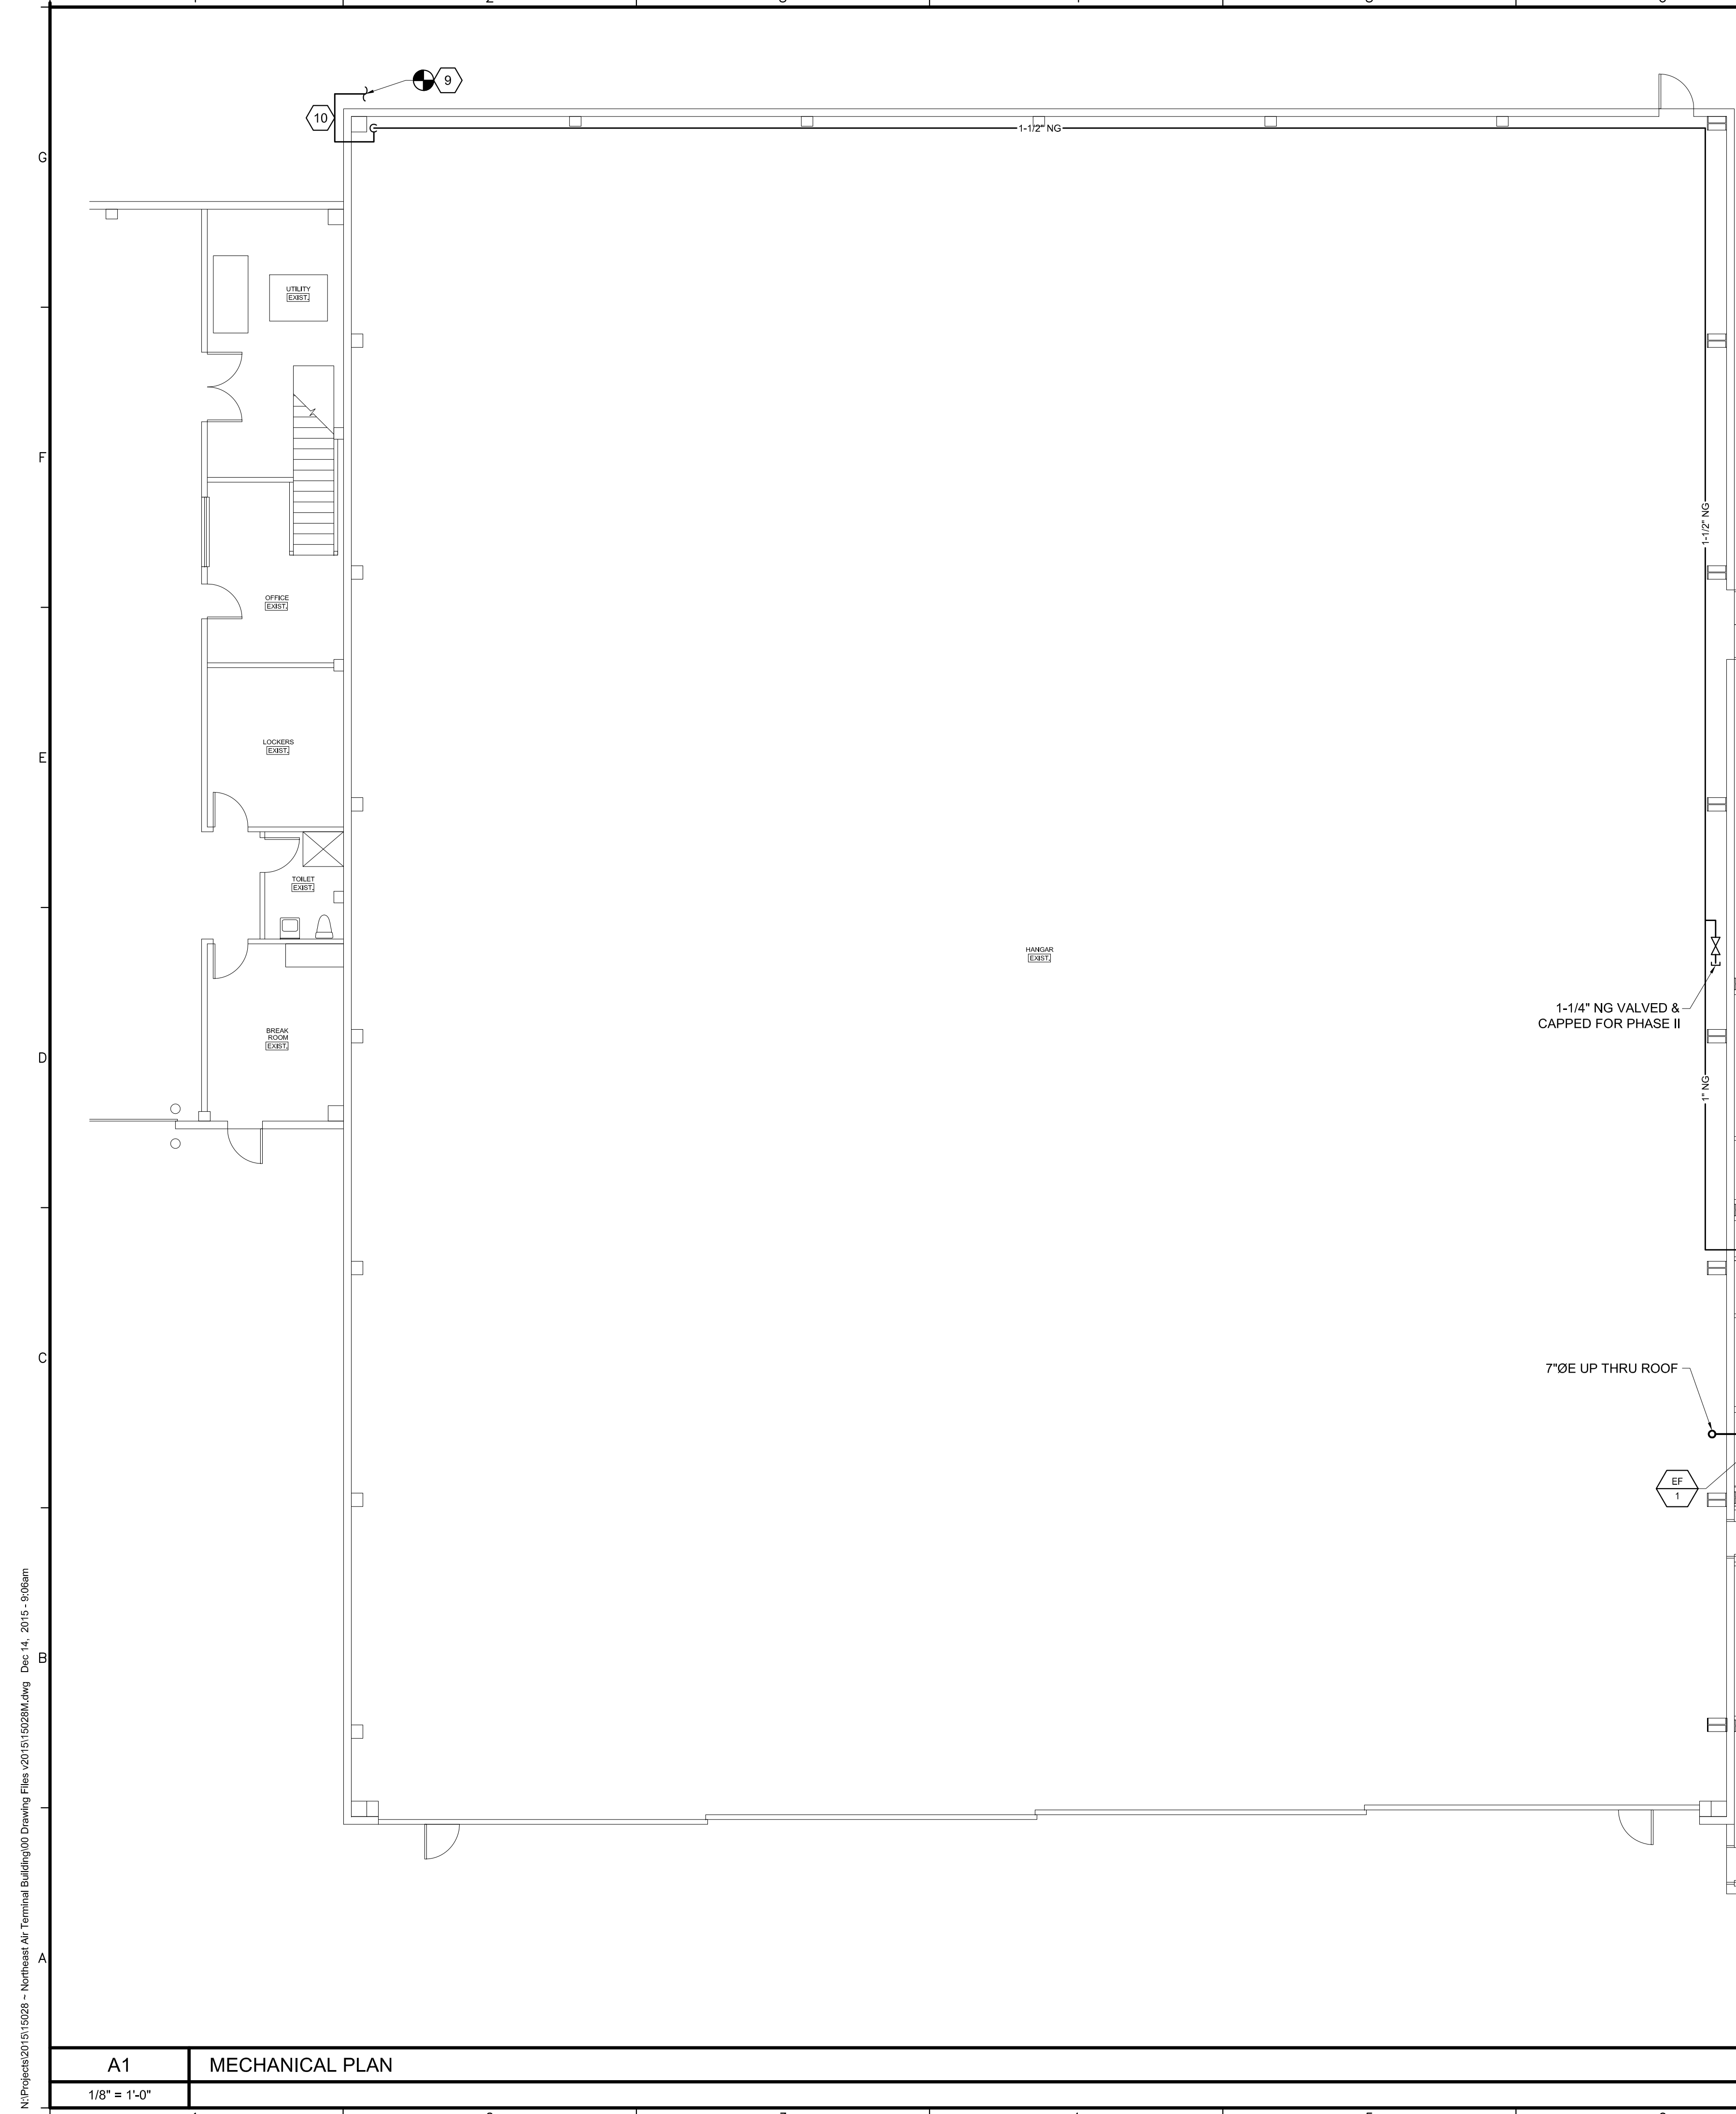 9
10
1-1/2" NG
G
UTILITY
EXIST.
F
1-1/2" NG
OFFICE
EXIST.
E
LOCKERS
EXIST.
TOILET
EXIST.
HANGAR
EXIST.
1-1/4" NG VALVED &
CAPPED FOR PHASE II
BREAK
ROOM
EXIST.
D
1" NG
C
7"ØE UP THRU ROOF
EF
1
B
A
N:\Projects\2015\15028 ~ Northeast Air Terminal Building\00 Drawing Files v2015\15028M.dwg Dec 14, 2015 - 9:06am
A1
MECHANICAL PLAN
1/8" = 1'-0"